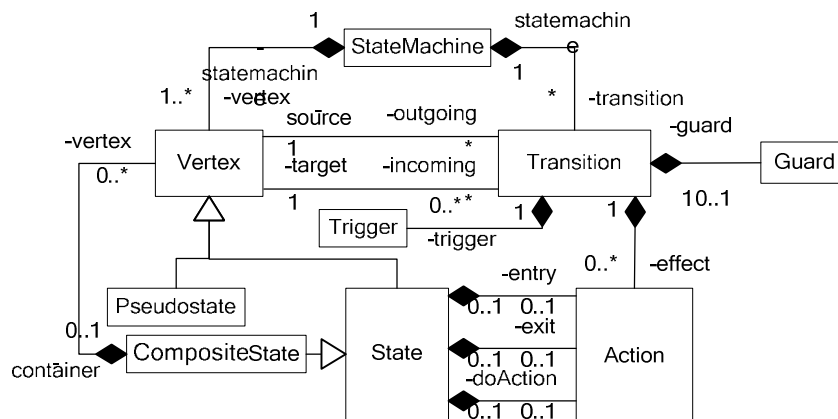 1
statemachin
e
StateMachine
-
statemachin
e
1
1..*
-vertex
*
-transition
-vertex
source
-
-outgoing
-guard
0..*
Vertex
1
*
Transition
Guard
-target
-incoming
1
0..*
*
1
1
10..1
Trigger
-trigger
0..*
-effect
-entry
Pseudostate
0..1
0..1
0..1
-exit
CompositeState
State
Action
container
-
0..1
0..1
-doAction
0..1
0..1